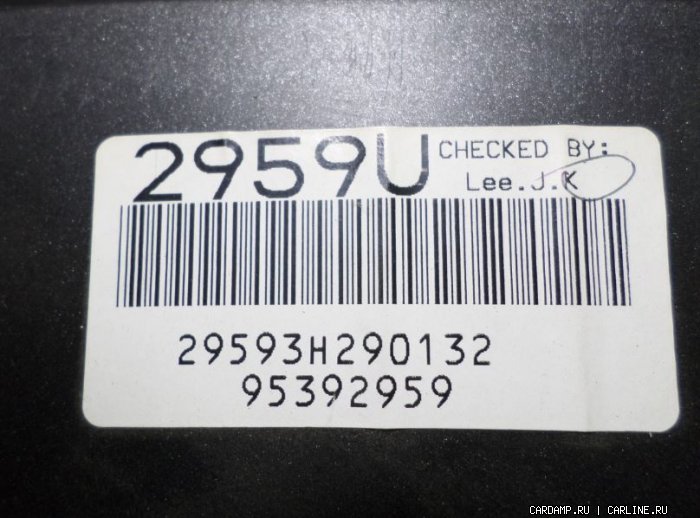 2959U CHECKED BY:
Lee.J.K
29593H290132
95392959
CARDAMP.RU | CARLINE.RU